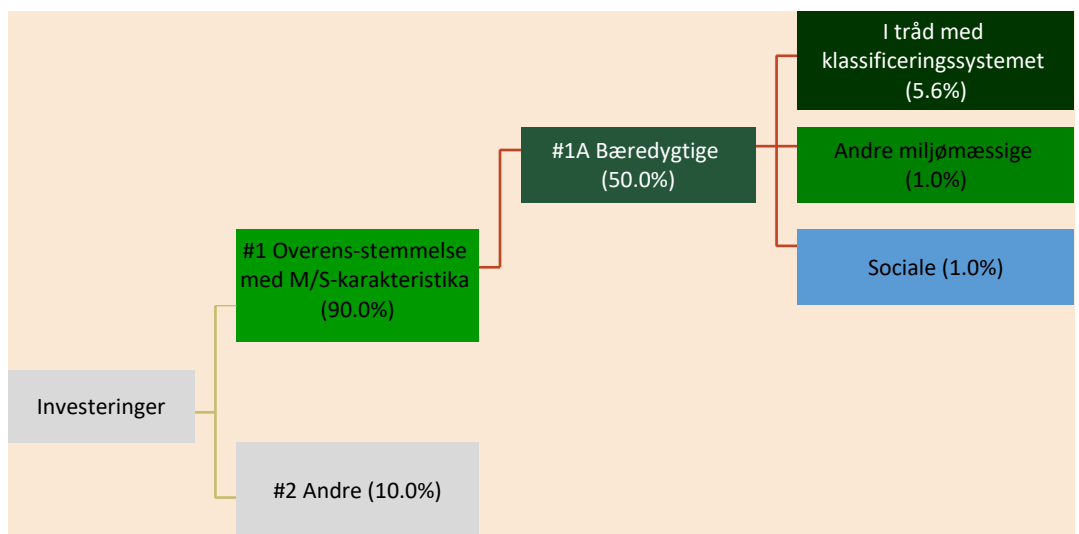 I tråd med
klassificeringssystemet
(5.6%)
#1A Bæredygtige
(50.0%)
Andre miljømæssige
(1.0%)
#1 Overens-stemmelse
med M/S-karakteristika
(90.0%)
Sociale (1.0%)
Investeringer
#2 Andre (10.0%)